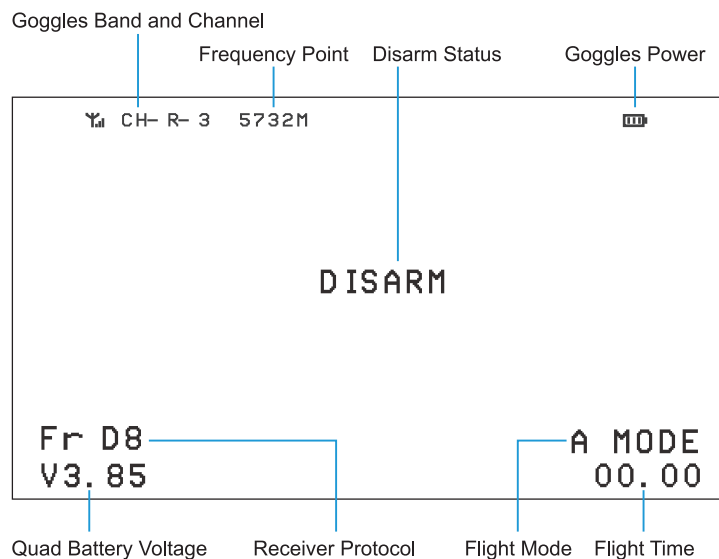 Goggles Band and Channel
Frequency Point Disarm Status Goggles Power
CH- R- 3 5732M
DISARM
Fr D8 A MODE
V3.85 00.00
Quad Battery Voltage Receiver Protocol Flight Mode Flight Time